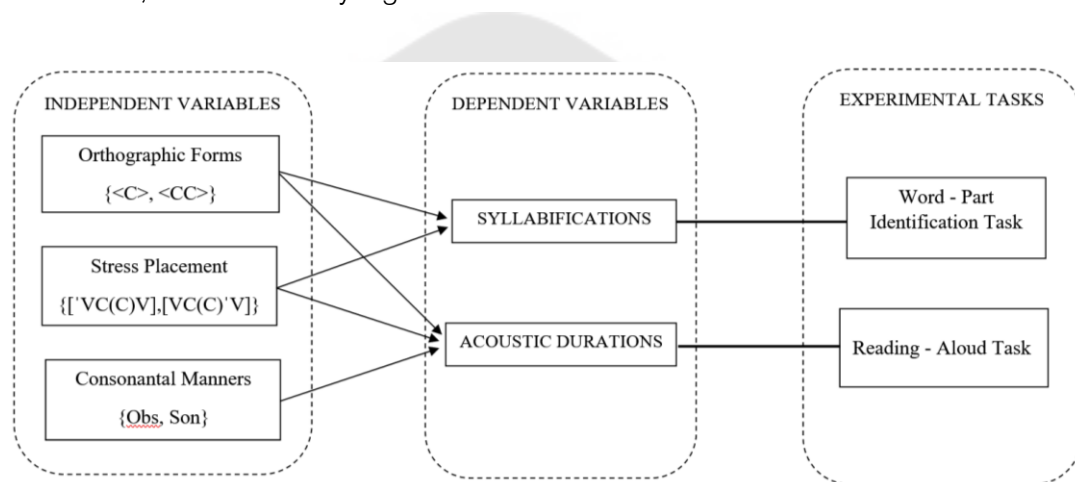 INDEPENDENT VARIABLES
Orthographic Forms
{<C>, <CC>}
Stress Placement
{['VC(C)V],[VC(C)'V]}
Consonantal Manners
{Obs, Son}
DEPENDENT VARIABLES
SYLLABIFICATIONS
ACOUSTIC DURATIONS
EXPERIMENTAL TASKS
Word - Part
Identification Task
Reading - Aloud Task